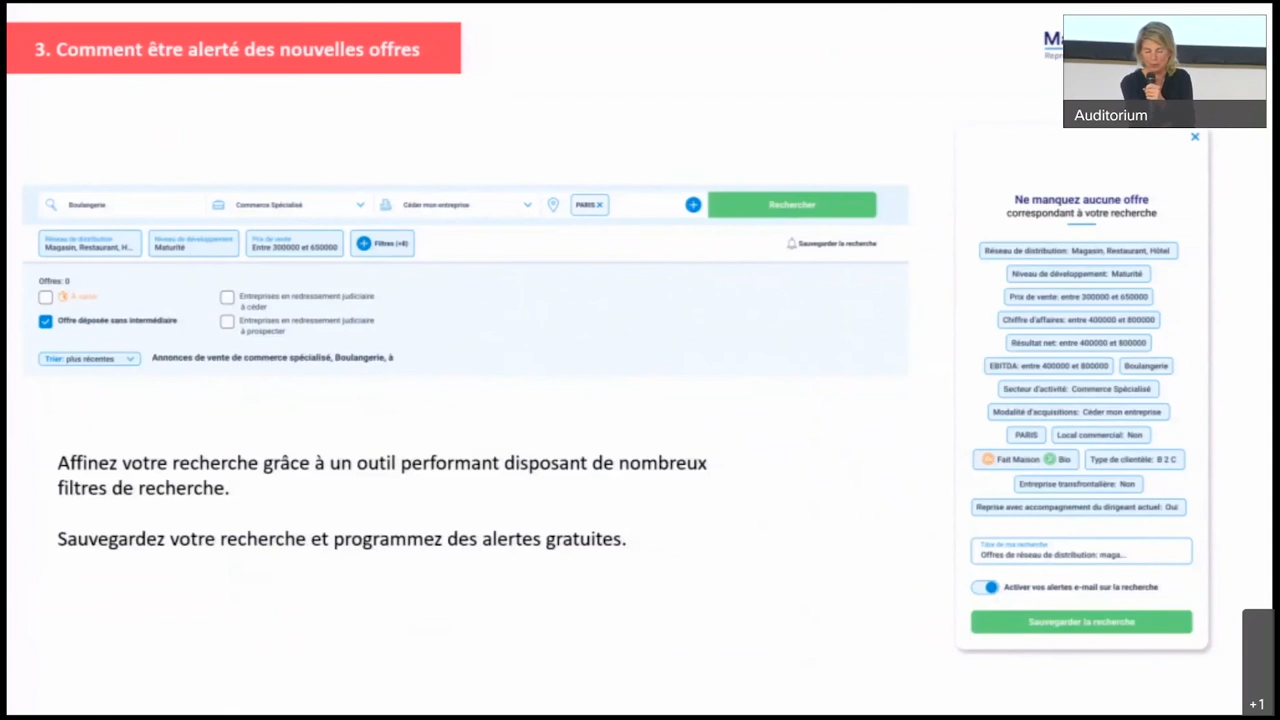 3. Comment être alerté des nouvelles offres
Auditorium
Boulangerie
Commerce Spécialisé
Céder mon entreprise
PARIS
Rechercher
Réseau de distribution
Magasin, Restaurant, H...
Niveau de développement
Maturité
Prix de vente
Entre 300000 et 650000
Filtres (+8)
Sauvegarder la recherche
Offres: 0
À saisir
Entreprises en redressement judiciaire
à céder
Offre déposée sans intermédiaire
Entreprises en redressement judiciaire
à prospecter
Trier: plus récentes
Annonces de vente de commerce spécialisé, Boulangerie, à
Affinez votre recherche grâce à un outil performant disposant de nombreux
filtres de recherche.
Sauvegardez votre recherche et programmez des alertes gratuites.
Ne manquez aucune offre
correspondant à votre recherche
Réseau de distribution: Magasin, Restaurant, Hôtel
Niveau de développement: Maturité
Prix de vente: entre 300000 et 650000
Chiffre d'affaires: entre 400000 et 800000
Résultat net: entre 400000 et 800000
EBITDA: entre 400000 et 800000 Boulangerie
Secteur d'activité: Commerce Spécialisé
Modalité d'acquisitions: Céder mon entreprise
PARIS Local commercial: Non
Fait Maison Bio Type de clientèle: B 2 C
Entreprise transfrontalière: Non
Reprise avec accompagnement du dirigeant actuel: Oui
Titre de ma recherche
Offres de réseau de distribution: maga...
Activer vos alertes e-mail sur la recherche
Sauvegarder la recherche
+1